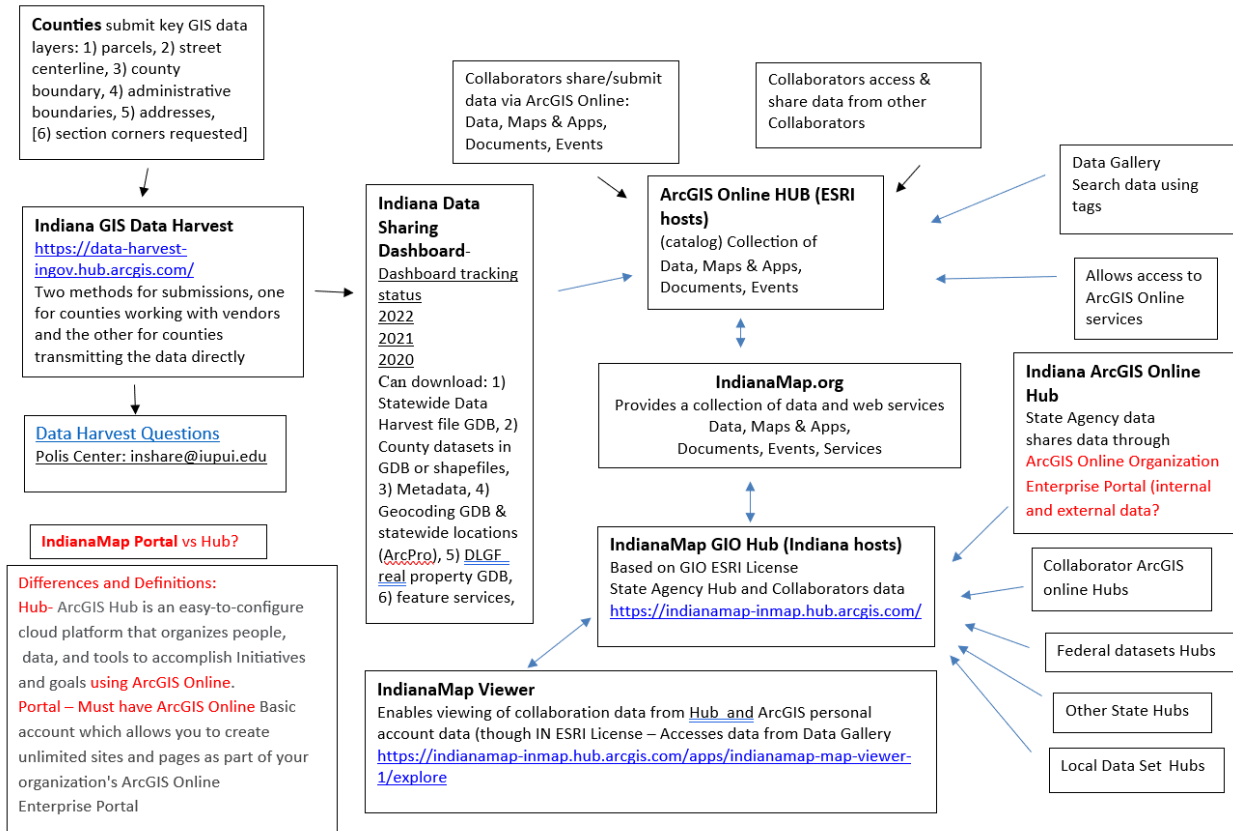 Counties submit key GIS data
layers: 1) parcels, 2) street
centerline, 3) county
boundary, 4) administrative
boundaries, 5) addresses,
[6) section corners requested]
Collaborators share/submit
data via ArcGIS Online:
Data, Maps & Apps,
Documents, Events
Collaborators access &
share data from other
Collaborators
Indiana GIS Data Harvest
https://data-harvest-
ingov.hub.arcgis.com/
Two methods for submissions, one
for counties working with vendors
and the other for counties
transmitting the data directly
Indiana Data
Sharing
Dashboard-
Dashboard tracking
status
2022
2021
2020
Can download: 1)
Statewide Data
Harvest file GDB, 2)
County datasets in
GDB or shapefiles,
3) Metadata, 4)
Geocoding GDB &
statewide locations
(ArcPro), 5) DLGF
real property GDB,
6) feature services,
ArcGIS Online HUB (ESRI
hosts)
(catalog) Collection of
Data, Maps & Apps,
Documents, Events
Data Gallery
Search data using
tags
Allows access to
ArcGIS Online
services
IndianaMap.org
Provides a collection of data and web services
Data, Maps & Apps,
Documents, Events, Services
Indiana ArcGIS Online
Hub
State Agency data
shares data through
ArcGIS Online Organization
Enterprise Portal (internal
and external data?
Data Harvest Questions
Polis Center: inshare@iupui.edu
IndianaMap Portal vs Hub?
Differences and Definitions:
Hub- ArcGIS Hub is an easy-to-configure
cloud platform that organizes people,
data, and tools to accomplish Initiatives
and goals using ArcGIS Online.
Portal – Must have ArcGIS Online Basic
account which allows you to create
unlimited sites and pages as part of your
organization's ArcGIS Online
Enterprise Portal
IndianaMap GIO Hub (Indiana hosts)
Based on GIO ESRI License
State Agency Hub and Collaborators data
https://indianamap-inmap.hub.arcgis.com/
Collaborator ArcGIS
online Hubs
Federal datasets Hubs
Other State Hubs
Local Data Set Hubs
IndianaMap Viewer
Enables viewing of collaboration data from Hub and ArcGIS personal
account data (though IN ESRI License – Accesses data from Data Gallery
https://indianamap-inmap.hub.arcgis.com/apps/indianamap-map-viewer-
1/explore